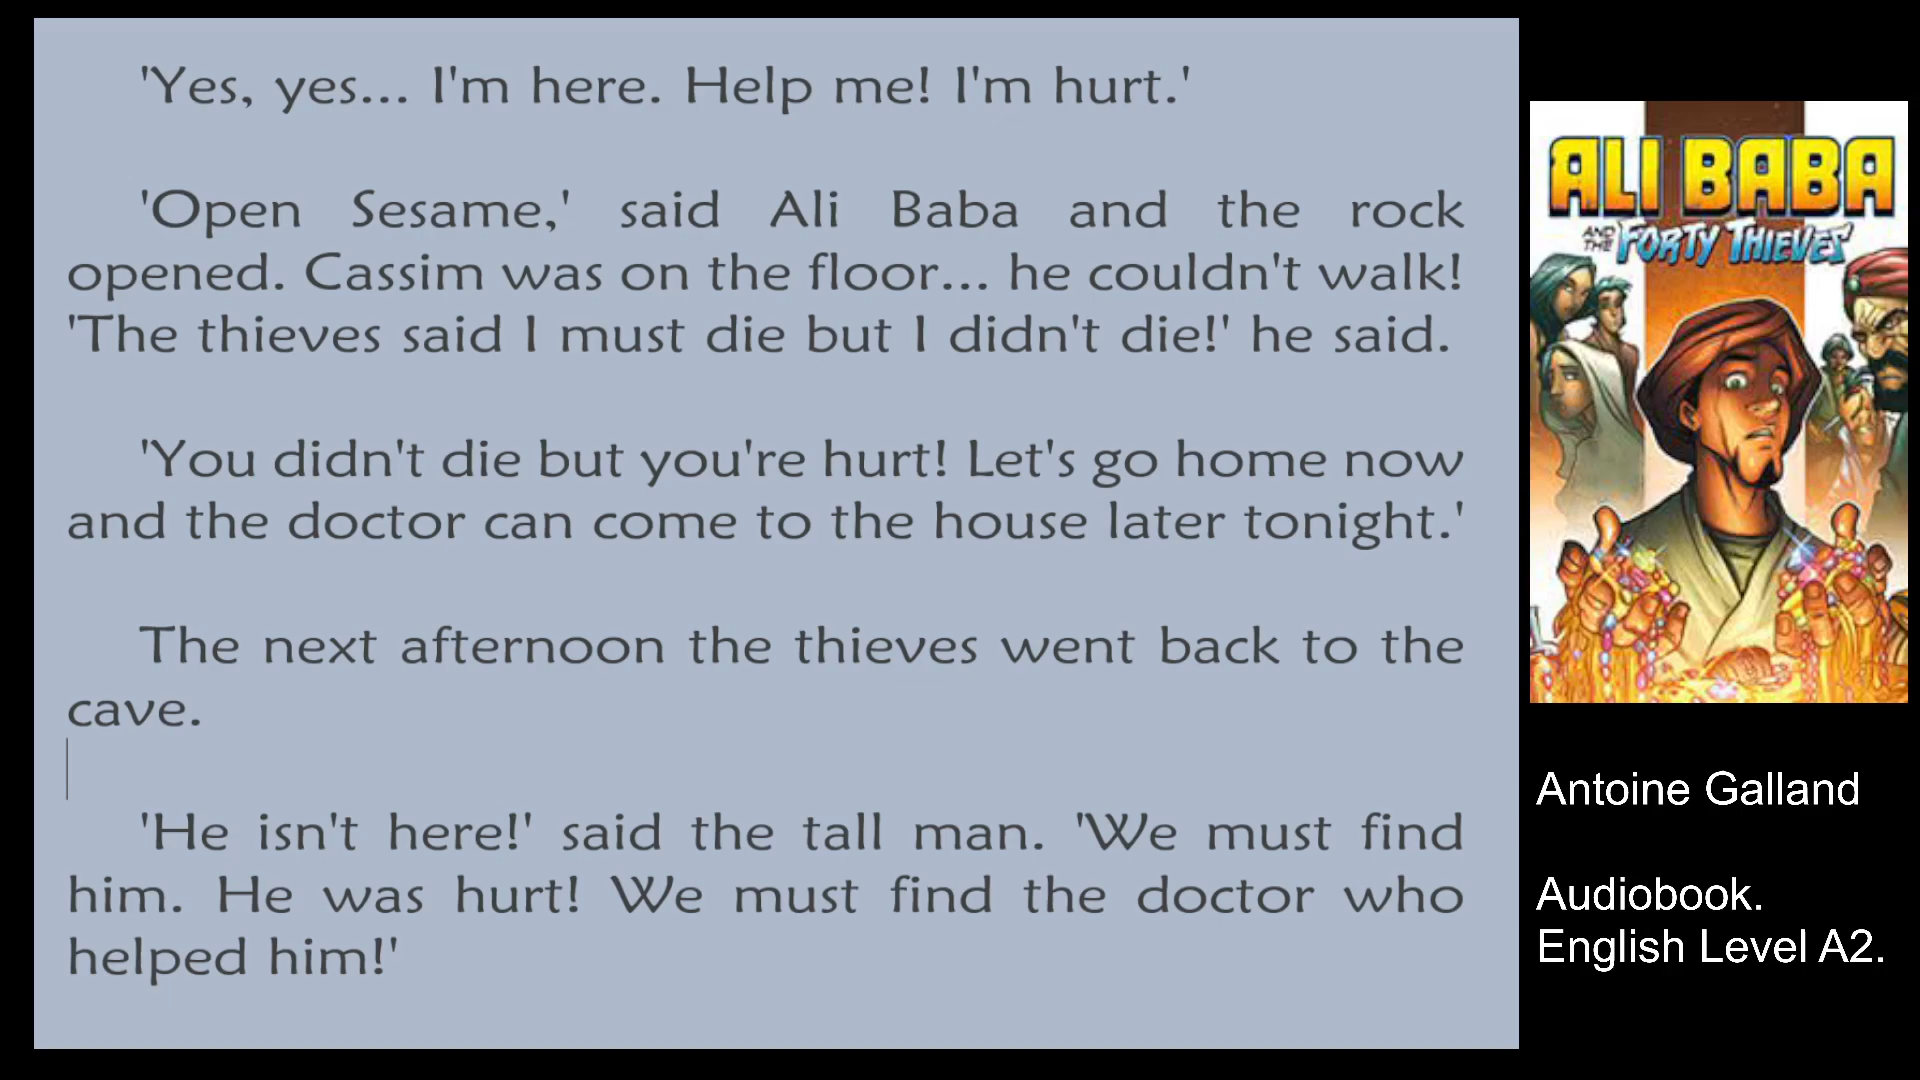 'Yes, yes... I'm here. Help me! I'm hurt.'
'Open Sesame,' said Ali Baba and the rock
opened. Cassim was on the floor... he couldn't walk!
'The thieves said I must die but I didn't die!' he said.
'You didn't die but you're hurt! Let's go home now
and the doctor can come to the house later tonight.'
The next afternoon the thieves went back to the
cave.
'He isn't here!' said the tall man. 'We must find
him. He was hurt! We must find the doctor who
helped him!'
ALI BABA
AND THE FORTY THIEVES
Antoine Galland
Audiobook.
English Level A2.